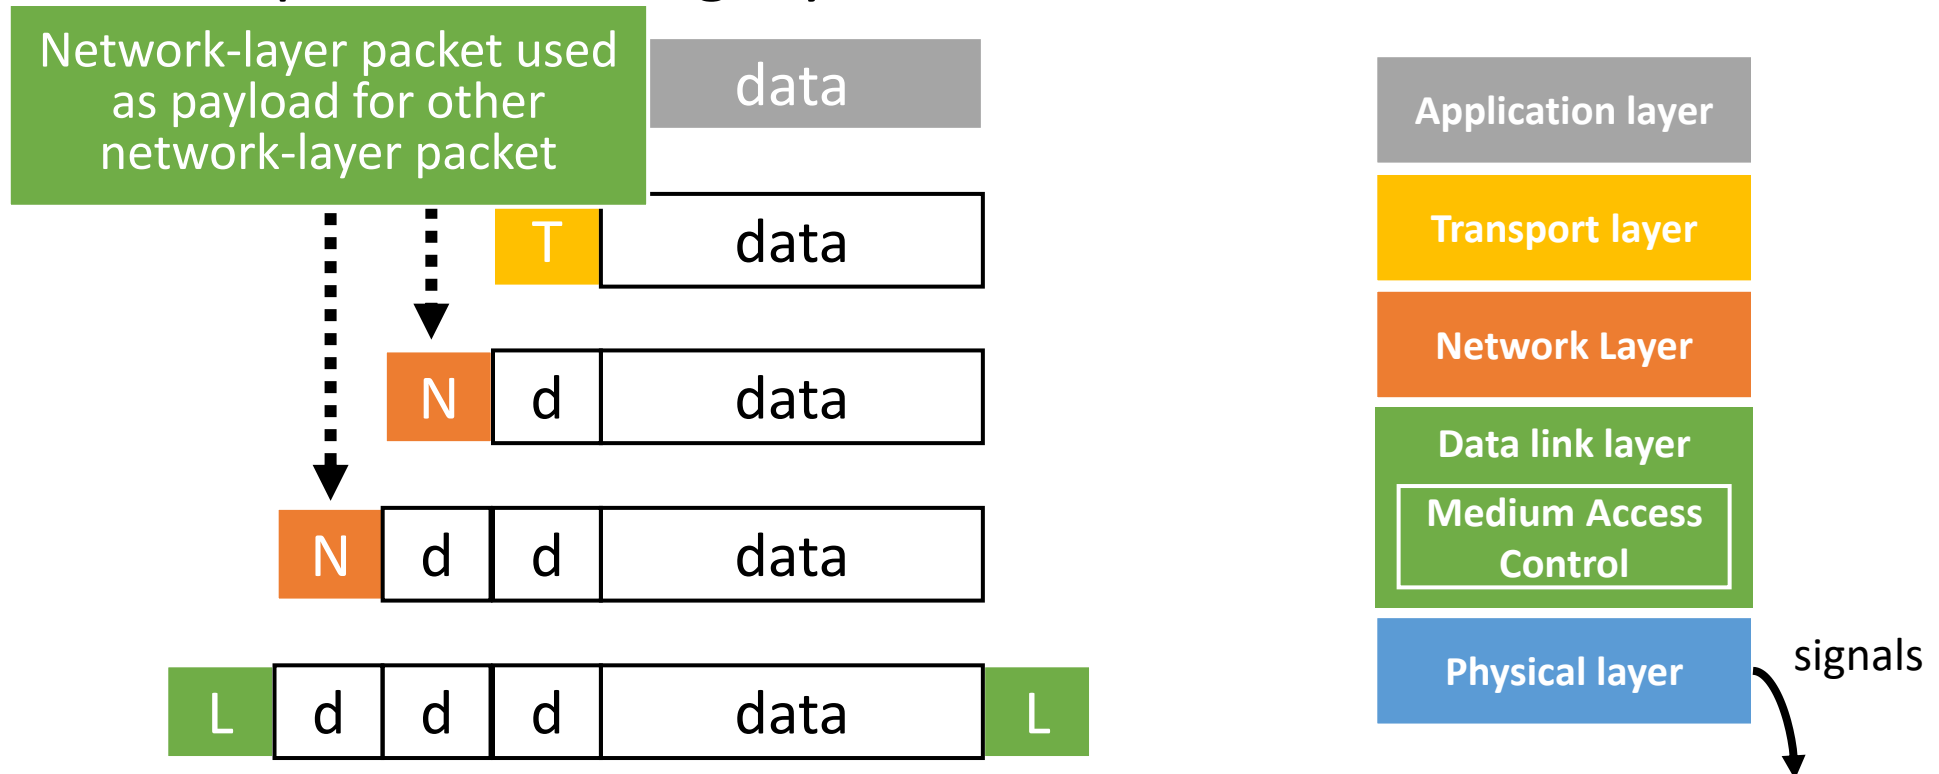 Network-layer packet used
as payload for other
network-layer packet
data
T data
N d data
N d d data
L d d d data L
Application layer
Transport layer
Network Layer
Data link layer
Medium Access
Control
Physical layer
signals